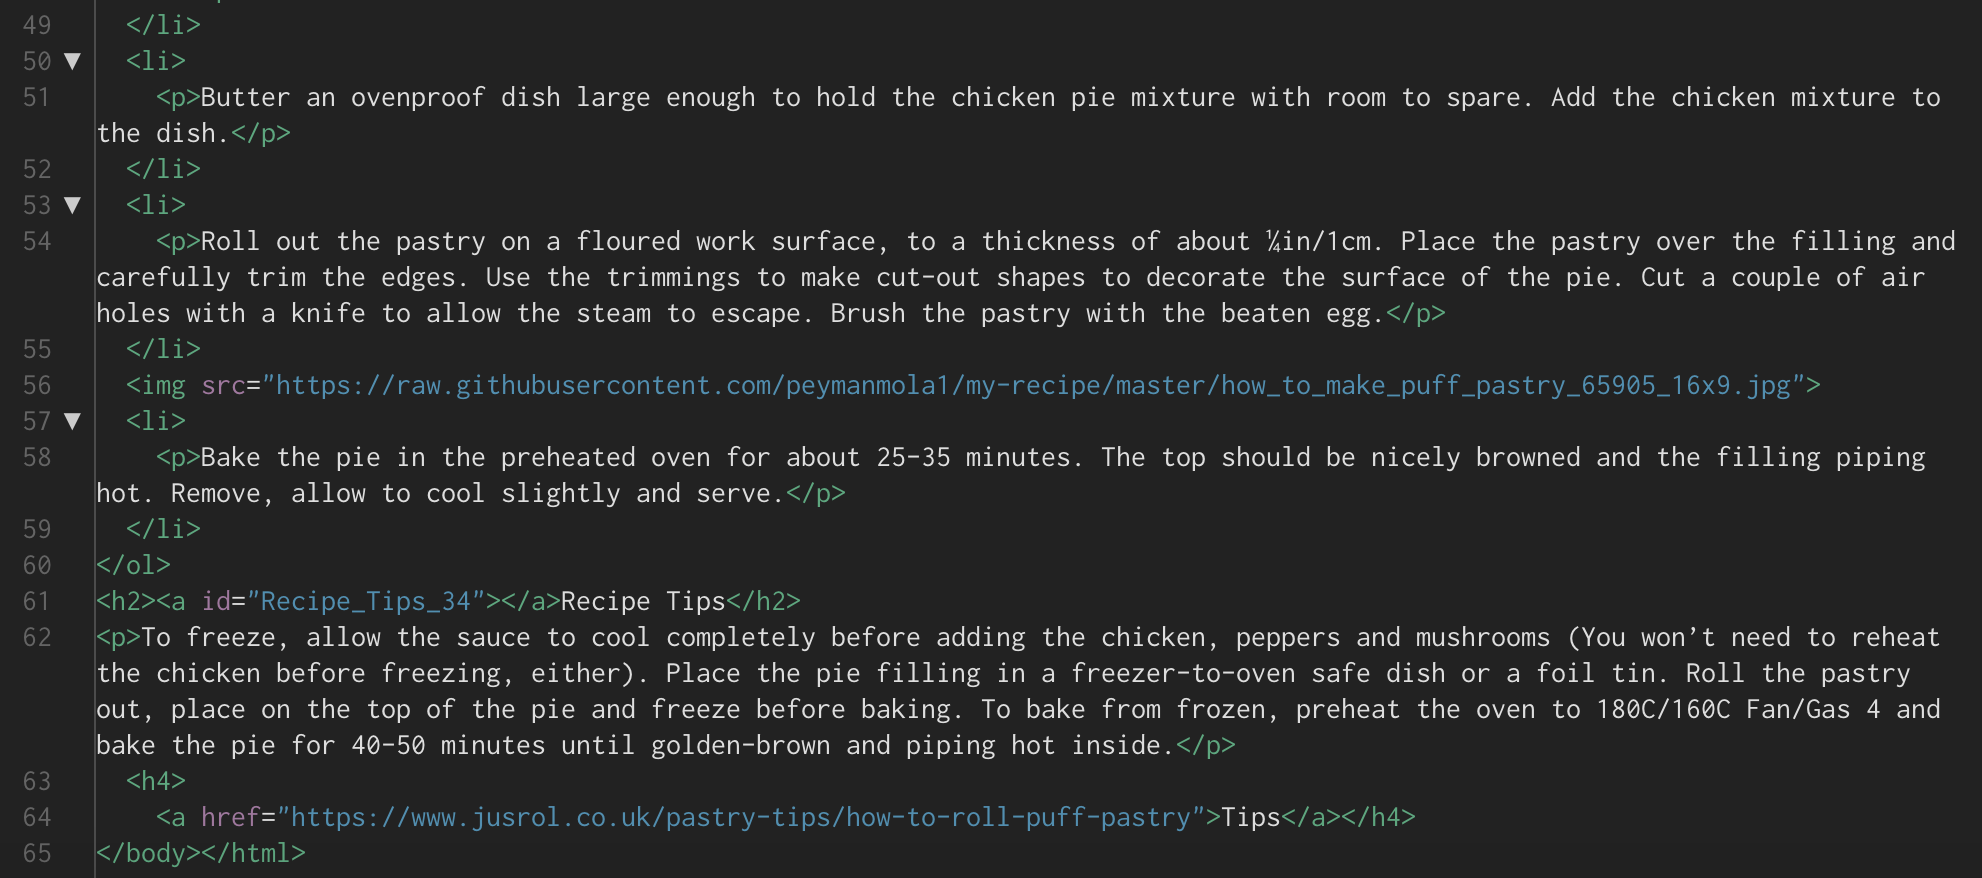 49 </li>
50 ▼ <li>
51 <p>Butter an ovenproof dish large enough to hold the chicken pie mixture with room to spare. Add the chicken mixture to
the dish.</p>
52 </li>
53 ▼ <li>
54 <p>Roll out the pastry on a floured work surface, to a thickness of about ¼in/1cm. Place the pastry over the filling and
carefully trim the edges. Use the trimmings to make cut-out shapes to decorate the surface of the pie. Cut a couple of air
holes with a knife to allow the steam to escape. Brush the pastry with the beaten egg.</p>
55 </li>
56 <img src="https://raw.githubusercontent.com/peymanmola1/my-recipe/master/how_to_make_puff_pastry_65905_16x9.jpg">
57 ▼ <li>
58 <p>Bake the pie in the preheated oven for about 25-35 minutes. The top should be nicely browned and the filling piping
hot. Remove, allow to cool slightly and serve.</p>
59 </li>
60 </ol>
61 <h2><a id="Recipe_Tips_34"></a>Recipe Tips</h2>
62 <p>To freeze, allow the sauce to cool completely before adding the chicken, peppers and mushrooms (You won’t need to reheat
the chicken before freezing, either). Place the pie filling in a freezer-to-oven safe dish or a foil tin. Roll the pastry
out, place on the top of the pie and freeze before baking. To bake from frozen, preheat the oven to 180C/160C Fan/Gas 4 and
bake the pie for 40-50 minutes until golden-brown and piping hot inside.</p>
63 <h4>
64 <a href="https://www.jusrol.co.uk/pastry-tips/how-to-roll-puff-pastry">Tips</a></h4>
65 </body></html>